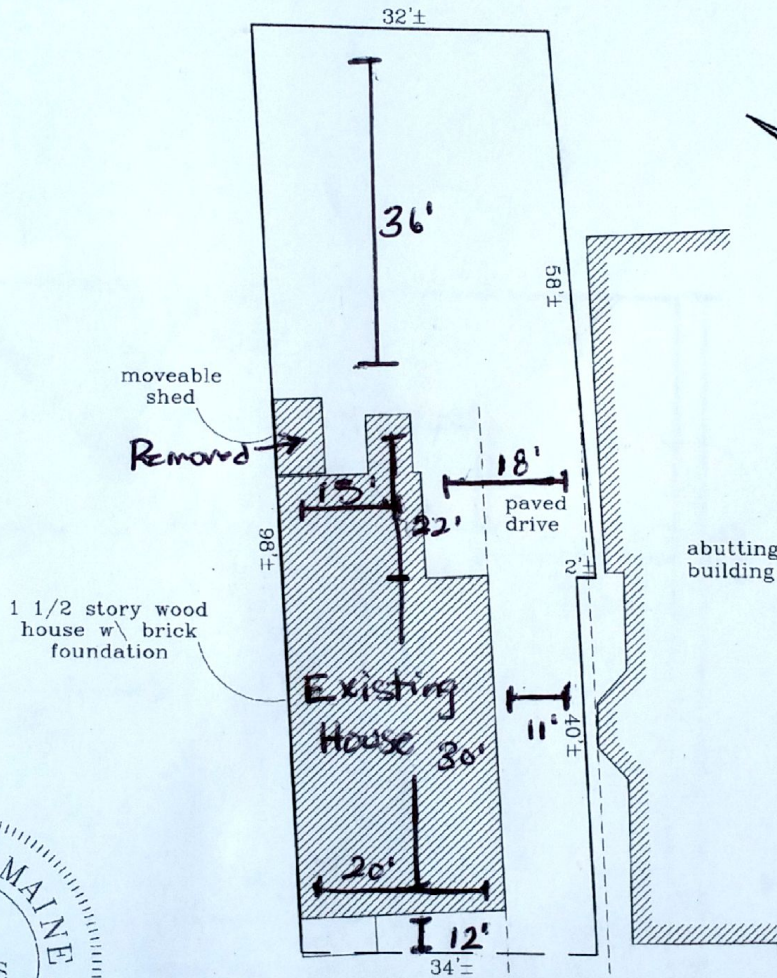 32'±
36'
58'±
moveable
shed
Removed
18'
15'
paved
drive
22'
98'±
2'±
abutting
building
1 1/2 story wood
house w\ brick
foundation
Existing
House
30'
11'
40'±
20'
12'
34'±
MAINE